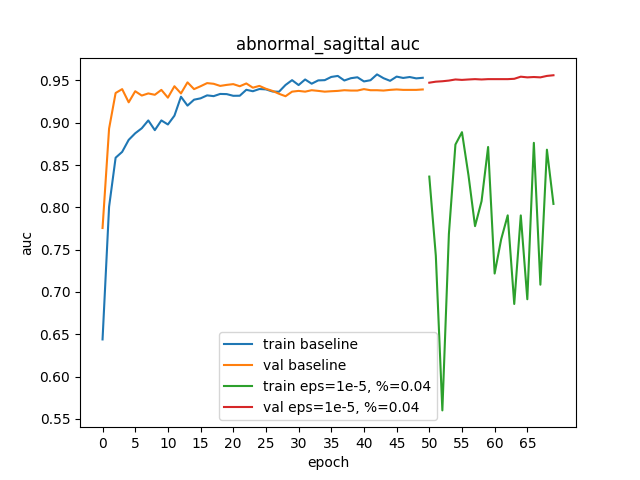 abnormal_sagittal auc
auc
0.95
0.90
0.85
0.80
0.75
0.70
0.65
0.60
0.55
train baseline
val baseline
train eps=1e-5, %=0.04
val eps=1e-5, %=0.04
0 5 10 15 20 25 30 35 40 45 50 55 60 65
epoch